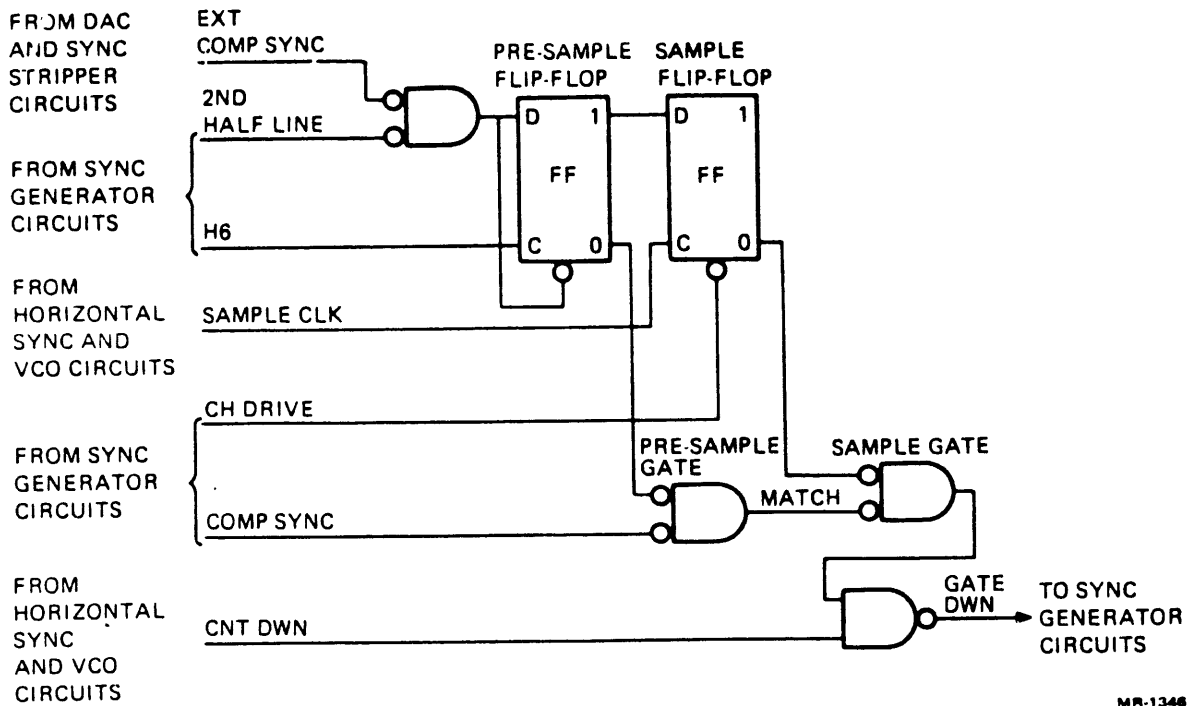 FROM DAC
AND SYNC
STRIPPER
CIRCUITS
EXT
COMP SYNC
2ND
HALF LINE
FROM SYNC
GENERATOR
CIRCUITS
H6
FROM
HORIZONTAL
SYNC AND
VCO CIRCUITS
SAMPLE CLK
PRE-SAMPLE
FLIP-FLOP
D 1
FF
C 0
SAMPLE
FLIP-FLOP
D 1
FF
C 0
CH DRIVE
FROM SYNC
GENERATOR
CIRCUITS
COMP SYNC
PRE-SAMPLE
GATE
MATCH
SAMPLE GATE
FROM
HORIZONTAL
SYNC
AND VCO
CIRCUITS
CNT DWN
GATE
DWN
TO SYNC
GENERATOR
CIRCUITS
MR-1346